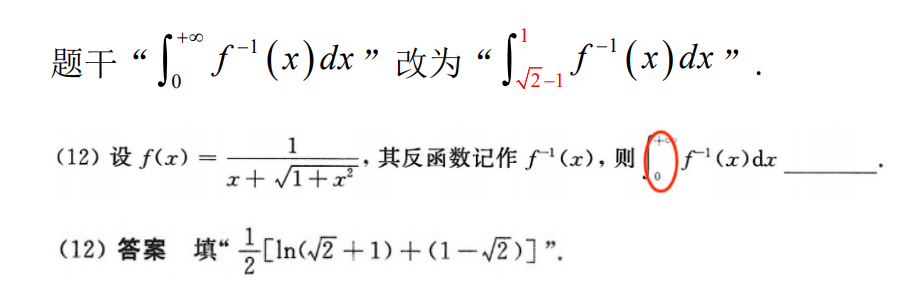 题干 “∫₀^{+∞} f⁻¹(x)dx” 改为 “∫_{√2−1}^{1} f⁻¹(x)dx” .
(12) 设 f(x) = 1/(x + √(1+x²)), 其反函数记作 f⁻¹(x), 则 ∫₀^{+∞} f⁻¹(x)dx ______.
(12) 答案 填“ 1/2[ln(√2+1)+(1−√2)] ”.